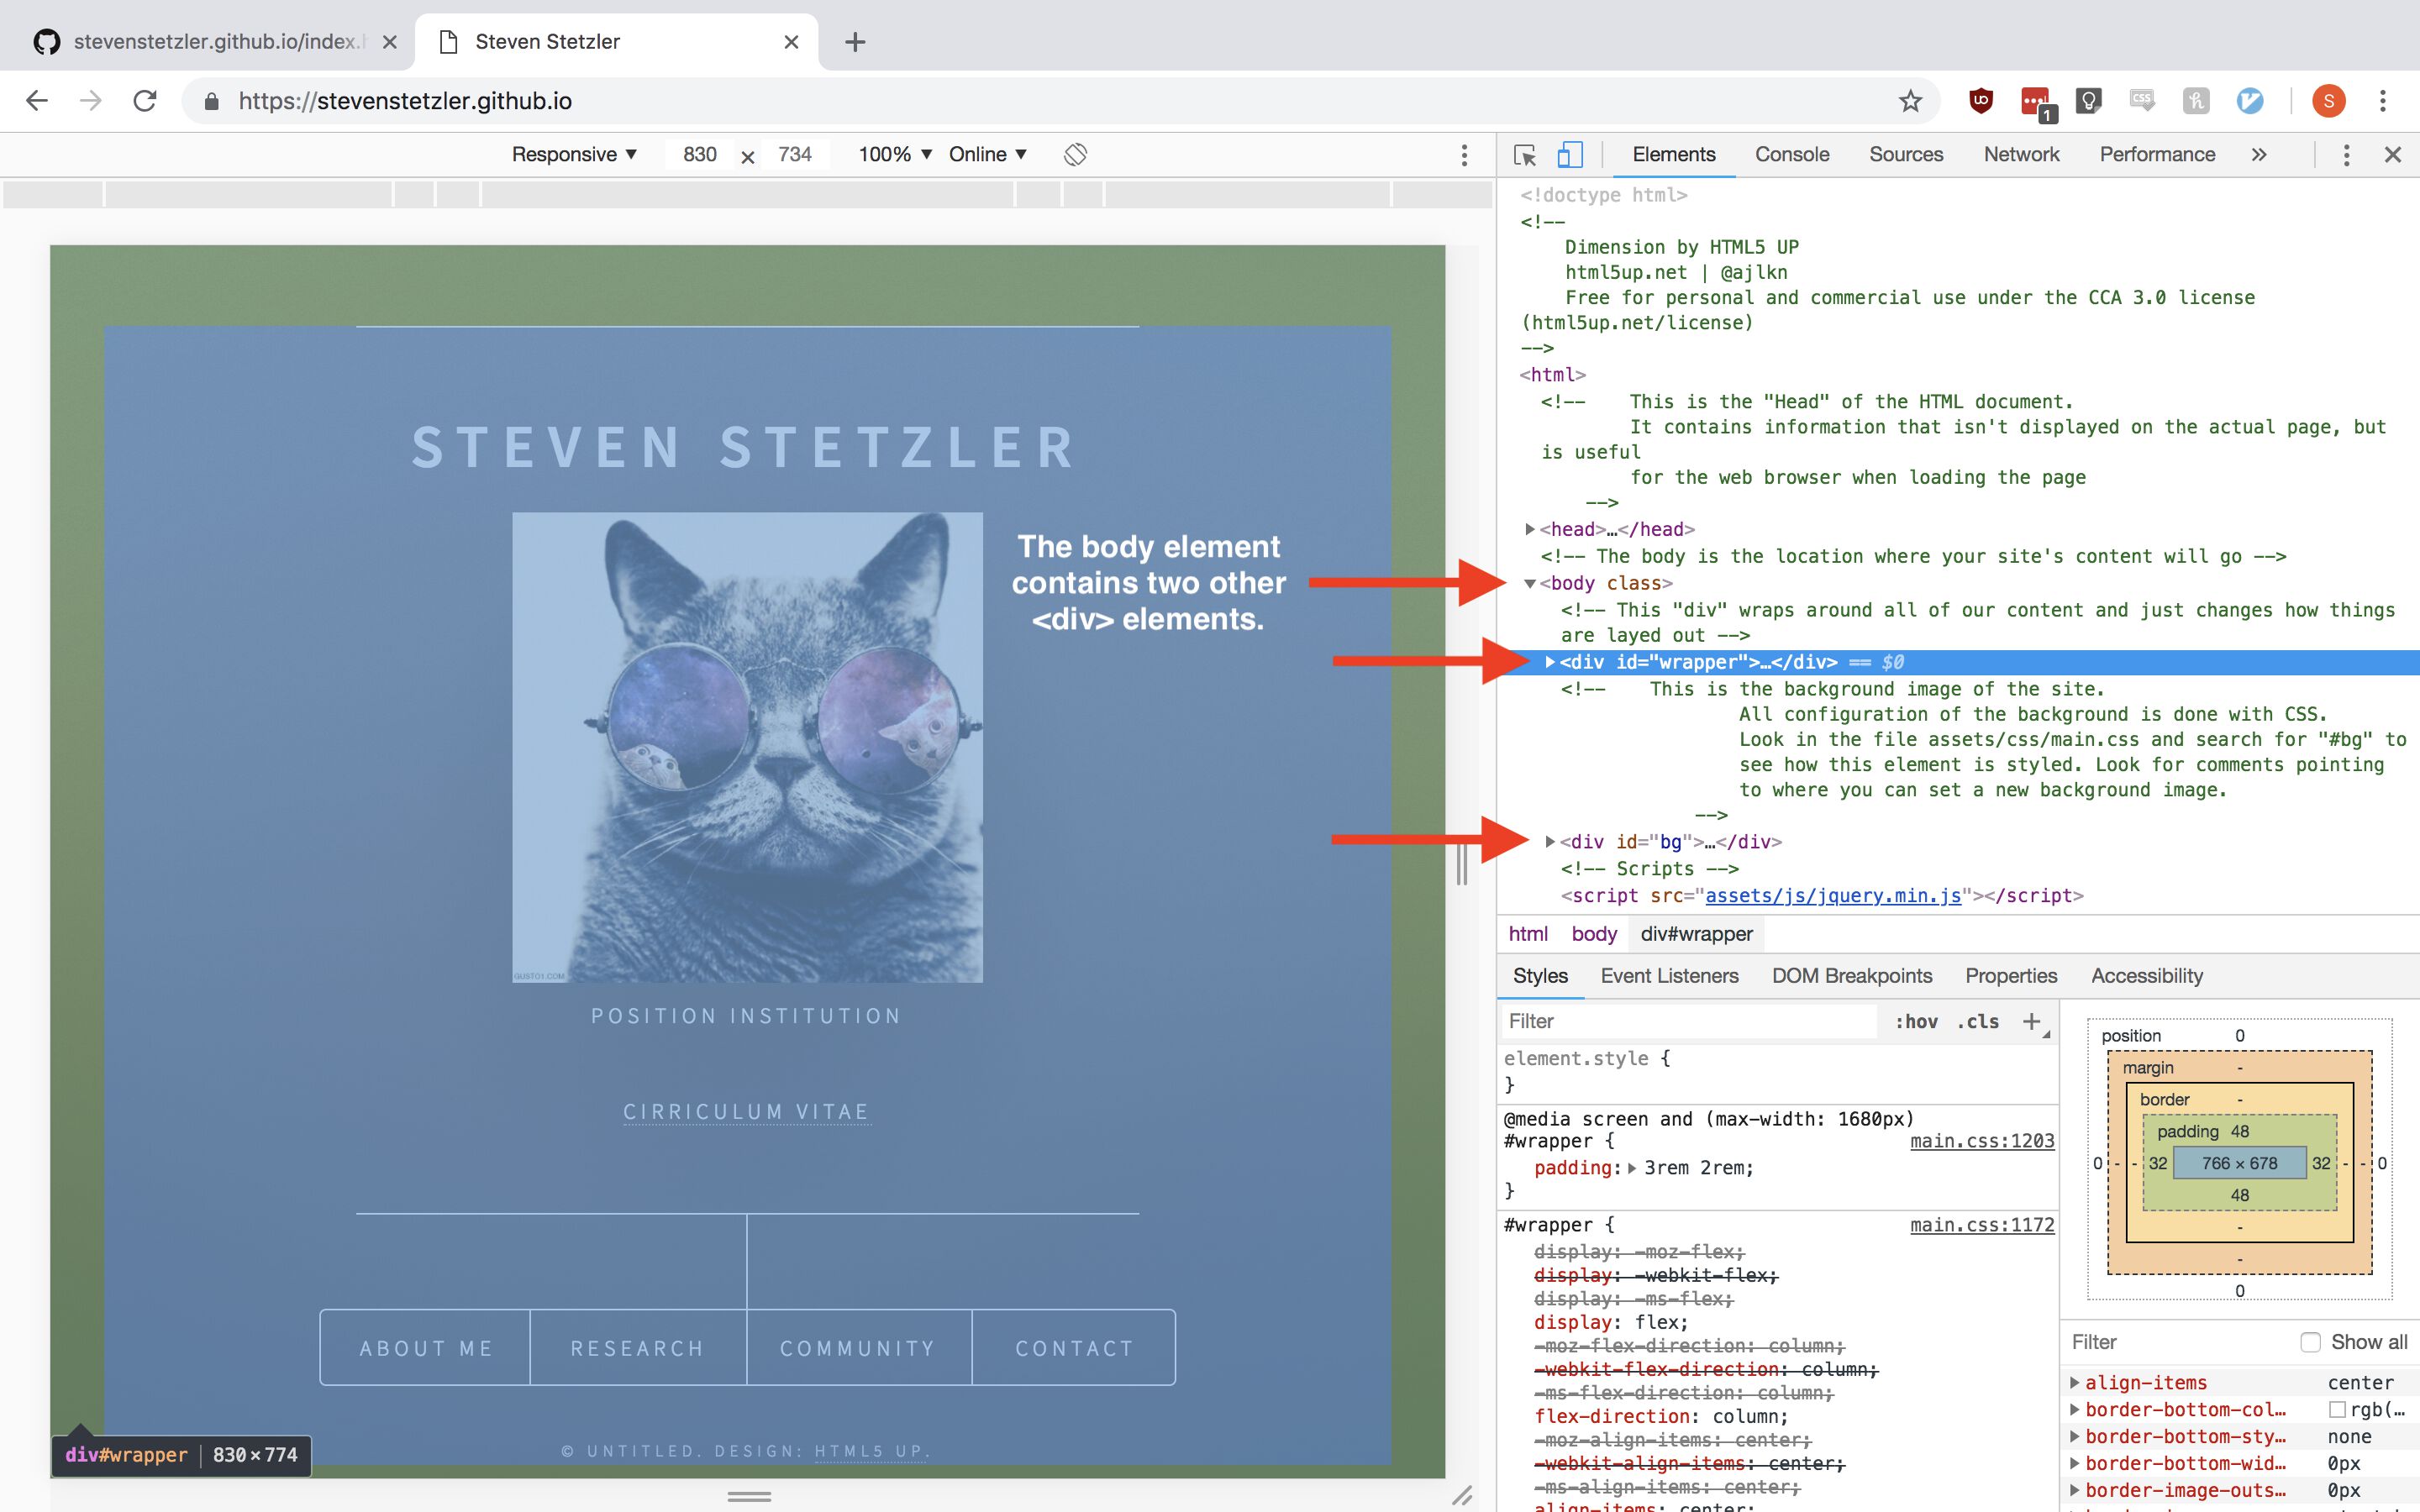 stevenstetzler.github.io/index.h
Steven Stetzler
https://stevenstetzler.github.io
1
S
Responsive ▼ 830 × 734 100% ▼ Online ▼
Elements Console Sources Network Performance »
<!doctype html>
<!--
Dimension by HTML5 UP
html5up.net | @ajlkn
Free for personal and commercial use under the CCA 3.0 license
(html5up.net/license)
-->
<html>
<!-- This is the "Head" of the HTML document.
It contains information that isn't displayed on the actual page, but
is useful
for the web browser when loading the page
-->
<head>…</head>
<!-- The body is the location where your site's content will go -->
<body class>
<!-- This "div" wraps around all of our content and just changes how things
are layed out -->
<div id="wrapper">…</div> == $0
<!-- This is the background image of the site.
All configuration of the background is done with CSS.
Look in the file assets/css/main.css and search for "#bg" to
see how this element is styled. Look for comments pointing
to where you can set a new background image.
-->
<div id="bg">…</div>
<!-- Scripts -->
<script src="assets/js/jquery.min.js"></script>
STEVEN STETZLER
The body element
contains two other
<div> elements.
GUSTO1.COM
POSITION INSTITUTION
CIRRICULUM VITAE
ABOUT ME RESEARCH COMMUNITY CONTACT
© UNTITLED. DESIGN: HTML5 UP.
div#wrapper | 830 × 774
html body div#wrapper
Styles Event Listeners DOM Breakpoints Properties Accessibility
Filter :hov .cls +
element.style {
}
@media screen and (max-width: 1680px)
#wrapper { main.css:1203
padding: 3rem 2rem;
}
#wrapper { main.css:1172
display: -moz-flex;
display: -webkit-flex;
display: -ms-flex;
display: flex;
-moz-flex-direction: column;
-webkit-flex-direction: column;
-ms-flex-direction: column;
flex-direction: column;
-moz-align-items: center;
-webkit-align-items: center;
-ms-align-items: center;
align-items: center;
position 0
margin -
border -
padding 48
0 - - 32 766 × 678 32 - - 0
48
-
-
0
Filter Show all
align-items center
border-bottom-col… rgb(…
border-bottom-sty… none
border-bottom-wid… 0px
border-image-outs… 0px